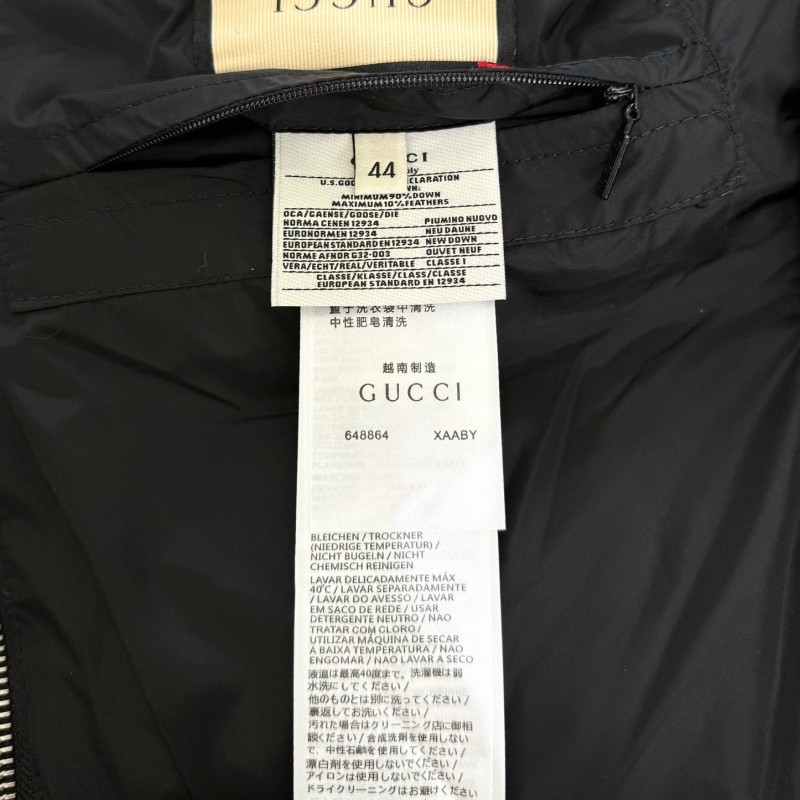 GUCCI
44
U.S. GOO
CLARATION
WN:
MINIMUM 90% DOWN
MAXIMUM 10% FEATHERS
OCA/GAENSE/GOOSE/DIE
NORMA CENEN 12934 PIUMINO NUOVO
EURONORMEN 12934 NEU DAUNE
EUROPEAN STANDARD EN 12934 NEW DOWN
NORME AFNOR G32-003 OUVET NEUF
VERA/ECHT/REAL/VERITABLE CLASSE 1
CLASSE/KLASSE/CLASS/CLASSE
EUROPEAN STANDARD EN 12934
置于洗衣袋中清洗
中性肥皂清洗
越南制造
GUCCI
648864 XAABY
BLEICHEN / TROCKNER
(NIEDRIGE TEMPERATUR) /
NICHT BUGELN / NICHT
CHEMISCH REINIGEN
LAVAR DELICADAMENTE MÁX
40℃ / LAVAR SEPARADAMENTE
/ LAVAR DO AVESSO / LAVAR
EM SACO DE REDE / USAR
DETERGENTE NEUTRO / NAO
TRATAR COM CLORO /
UTILIZAR MÁQUINA DE SECAR
A BAIXA TEMPERATURA / NAO
ENGOMAR / NAO LAVAR A SECO
液温は最高40度まで。洗濯機は弱
水洗にしてください /
他のものとは別に洗ってください /
裏返してお洗いください /
汚れた場合はクリーニング店に御相
談ください / 合成洗剤を使用しない
で、中性石鹸を使用してください /
漂白剤を使用しないでください /
アイロンは使用しないでください /
ドライクリーニングはお避けください